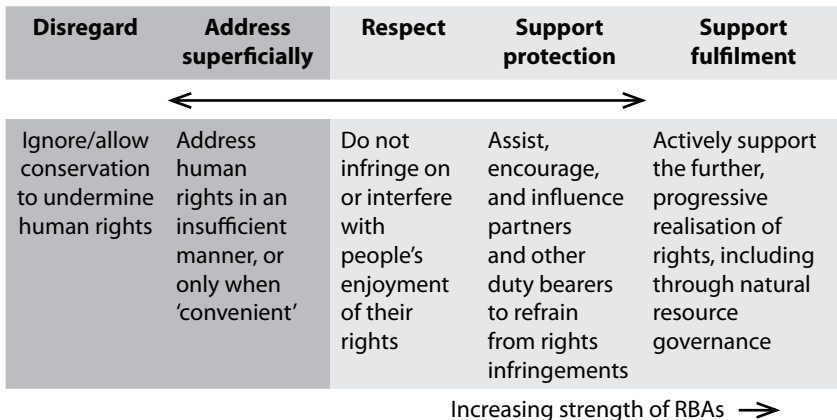 Disregard
Address
superficially
Respect
Support
protection
Support
fulfilment
Ignore/allow
conservation
to undermine
human rights
Address
human
rights in an
insufficient
manner, or
only when
‘convenient’
Do not
infringe on
or interfere
with
people’s
enjoyment
of their
rights
Assist,
encourage,
and influence
partners
and other
duty bearers
to refrain
from rights
infringements
Actively support
the further,
progressive
realisation of
rights, including
through natural
resource
governance
Increasing strength of RBAs